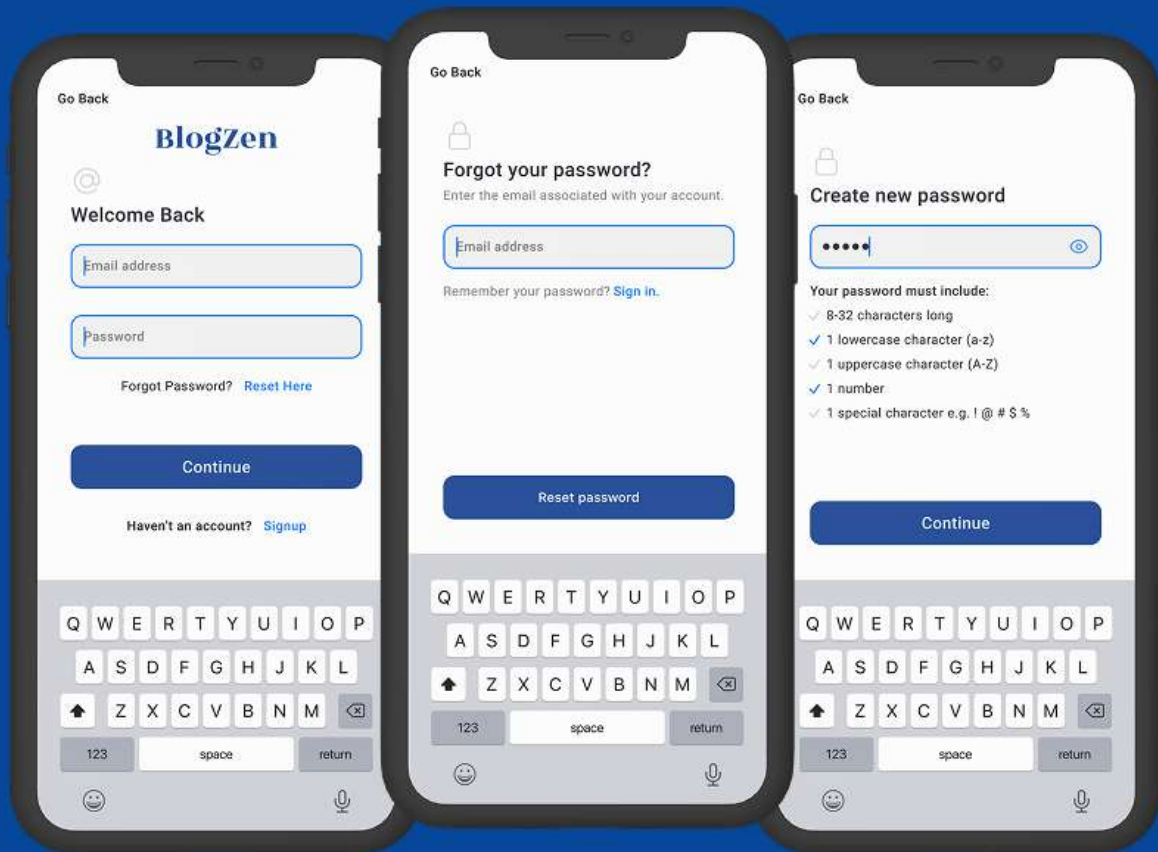 Go Back
BlogZen
@
Welcome Back
Email address
Password
Forgot Password? Reset Here
Continue
Haven't an account? Signup
Q W E R T Y U I O P
A S D F G H J K L
Z X C V B N M
123 space return
Go Back
Forgot your password?
Enter the email associated with your account.
Email address
Remember your password? Sign in.
Reset password
Q W E R T Y U I O P
A S D F G H J K L
Z X C V B N M
123 space return
Go Back
Create new password
•••••
Your password must include:
8-32 characters long
1 lowercase character (a-z)
1 uppercase character (A-Z)
1 number
1 special character e.g. ! @ # $ %
Continue
Q W E R T Y U I O P
A S D F G H J K L
Z X C V B N M
123 space return